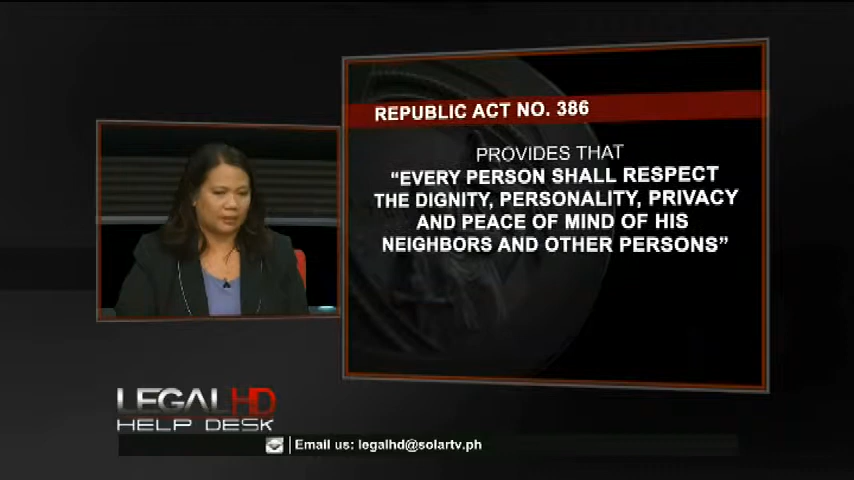 REPUBLIC ACT NO. 386
PROVIDES THAT
“EVERY PERSON SHALL RESPECT
THE DIGNITY, PERSONALITY, PRIVACY
AND PEACE OF MIND OF HIS
NEIGHBORS AND OTHER PERSONS”
LEGALHD
HELP DESK
Email us: legalhd@solartv.ph